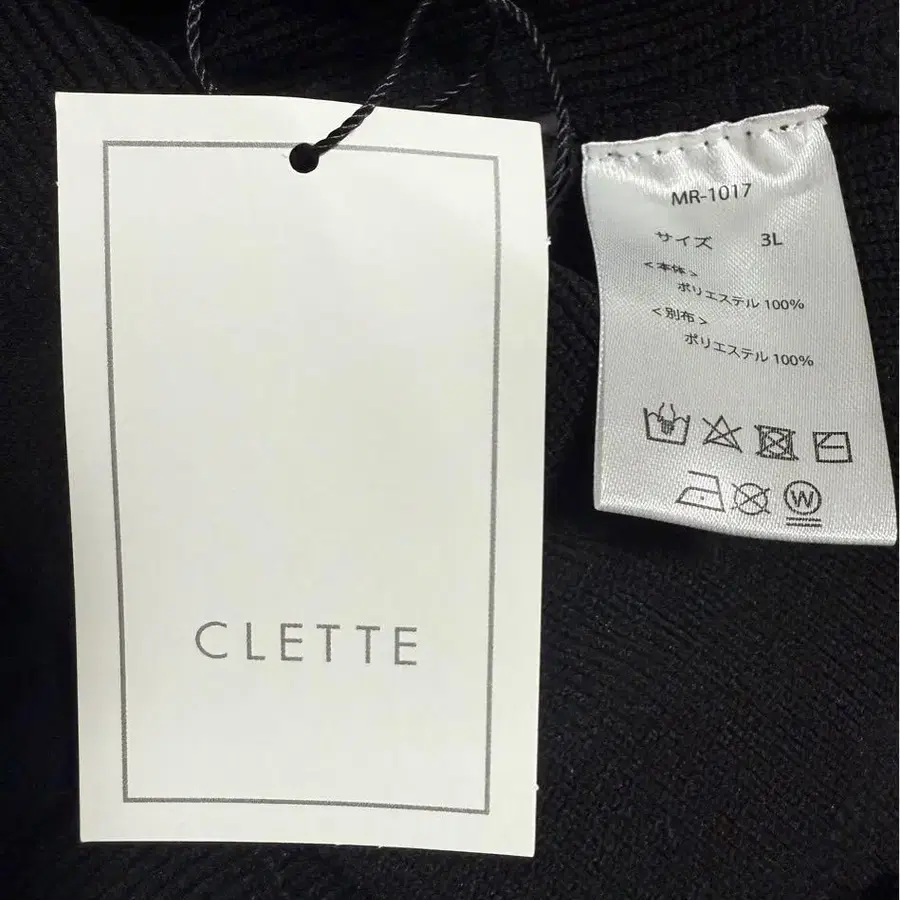 CLETTE
MR-1017
サイズ 3L
<本体>
ポリエステル 100%
<別布>
ポリエステル 100%
W